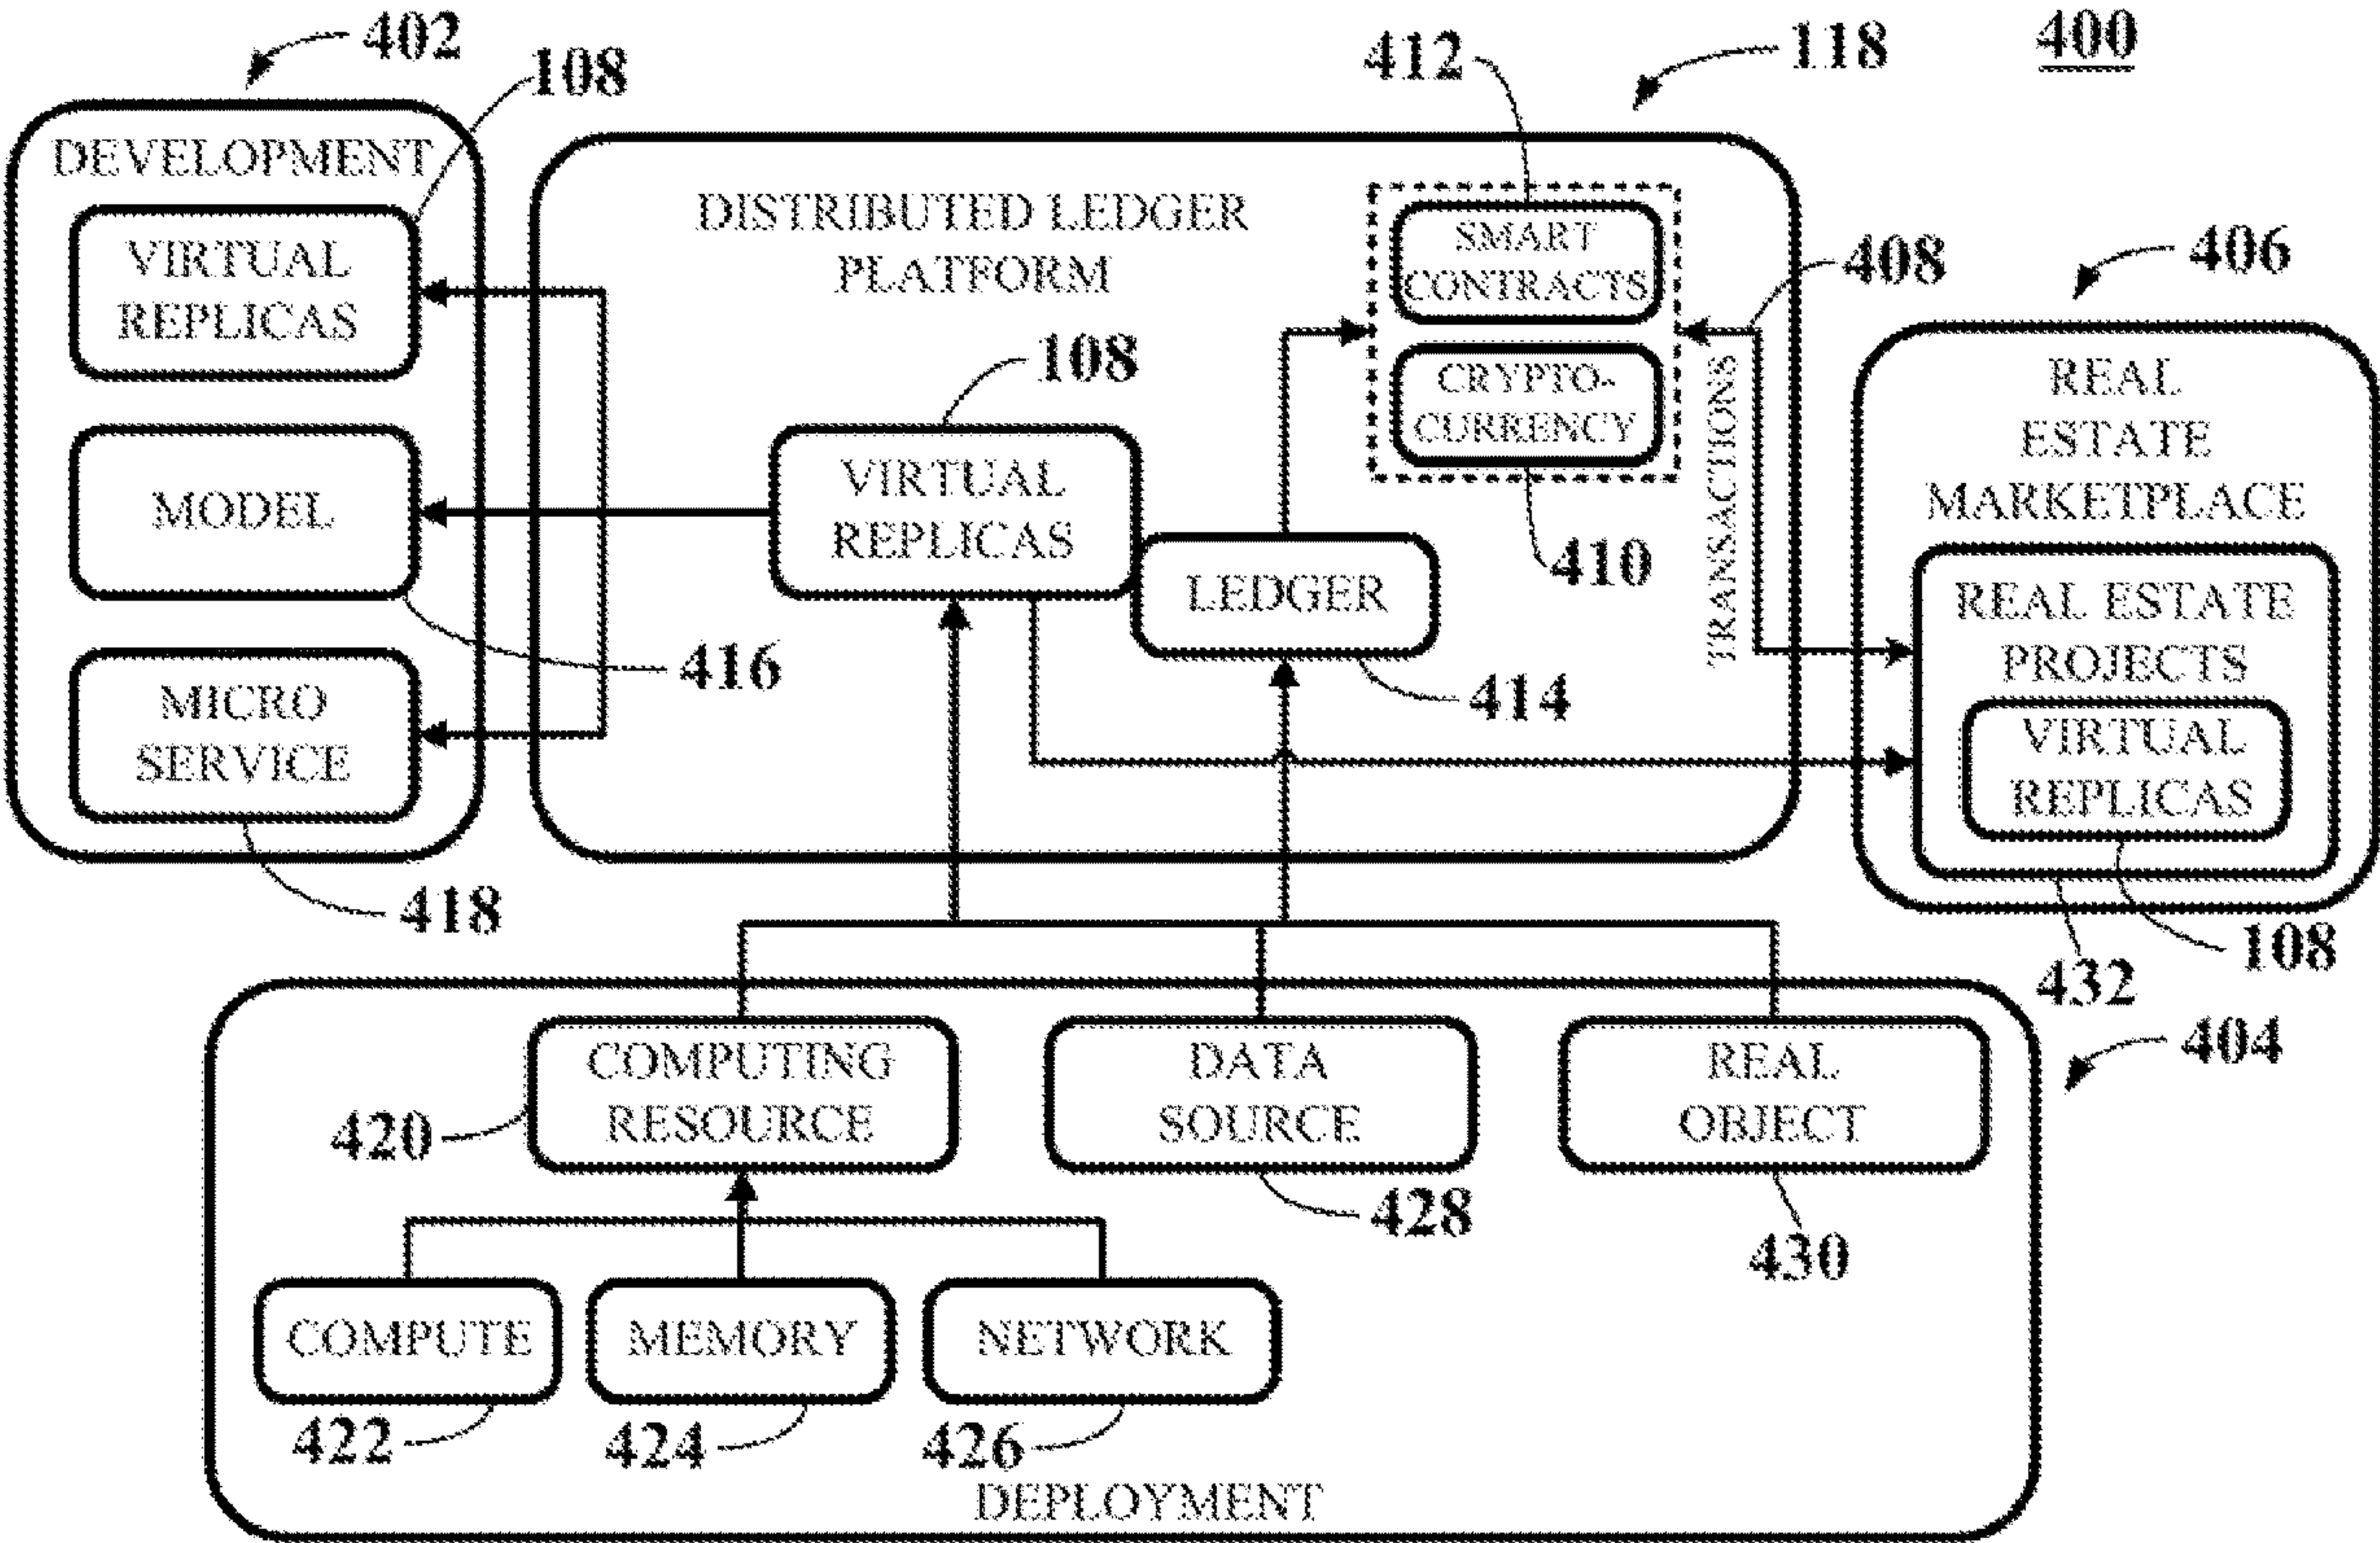 402
108
412
118
400
DEVELOPMENT
VIRTUAL
REPLICAS
MODEL
416
MICRO
SERVICE
418
DISTRIBUTED LEDGER
PLATFORM
108
VIRTUAL
REPLICAS
LEDGER
414
SMART
CONTRACTS
CRYPTO-
CURRENCY
410
408
TRANSACTIONS
406
REAL
ESTATE
MARKETPLACE
REAL ESTATE
PROJECTS
VIRTUAL
REPLICAS
108
432
404
COMPUTING
RESOURCE
420
DATA
SOURCE
428
REAL
OBJECT
430
COMPUTE
422
MEMORY
424
NETWORK
426
DEPLOYMENT